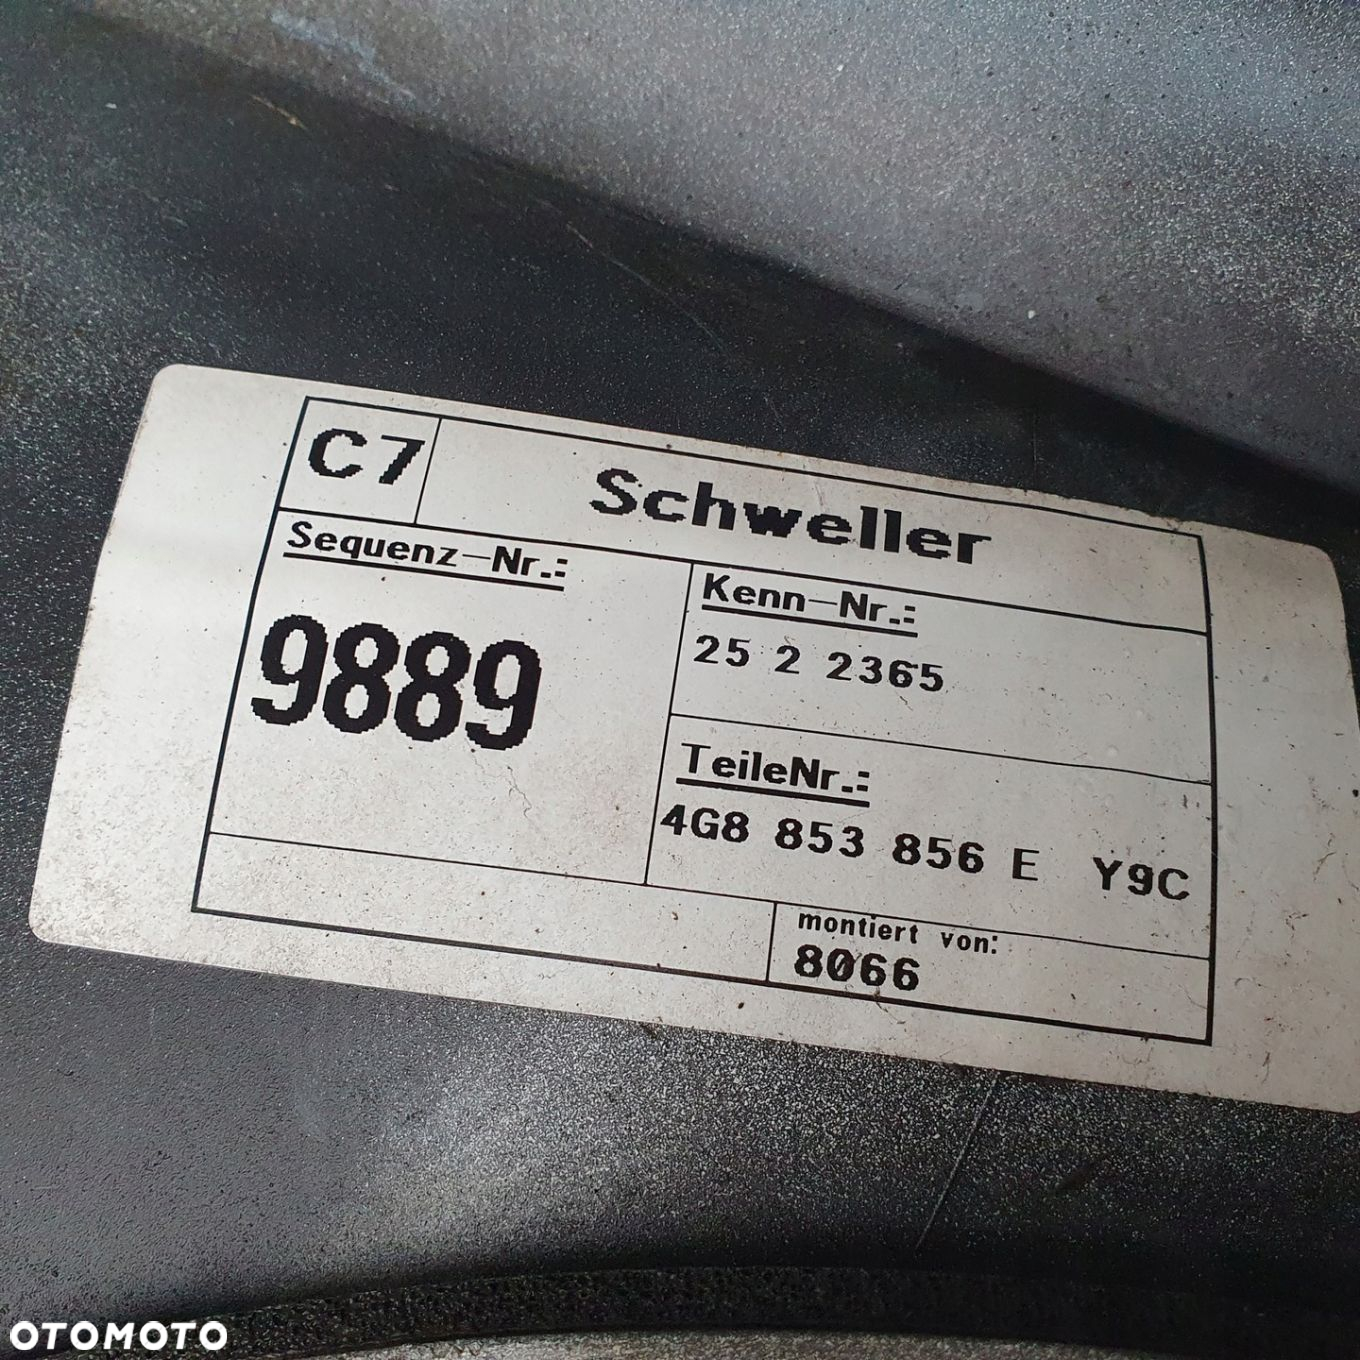 C7 Schweller
Sequenz-Nr.:
9889
Kenn-Nr.:
25 2 2365
TeileNr.:
4G8 853 856 E Y9C
montiert von:
8066
OTOMOTO